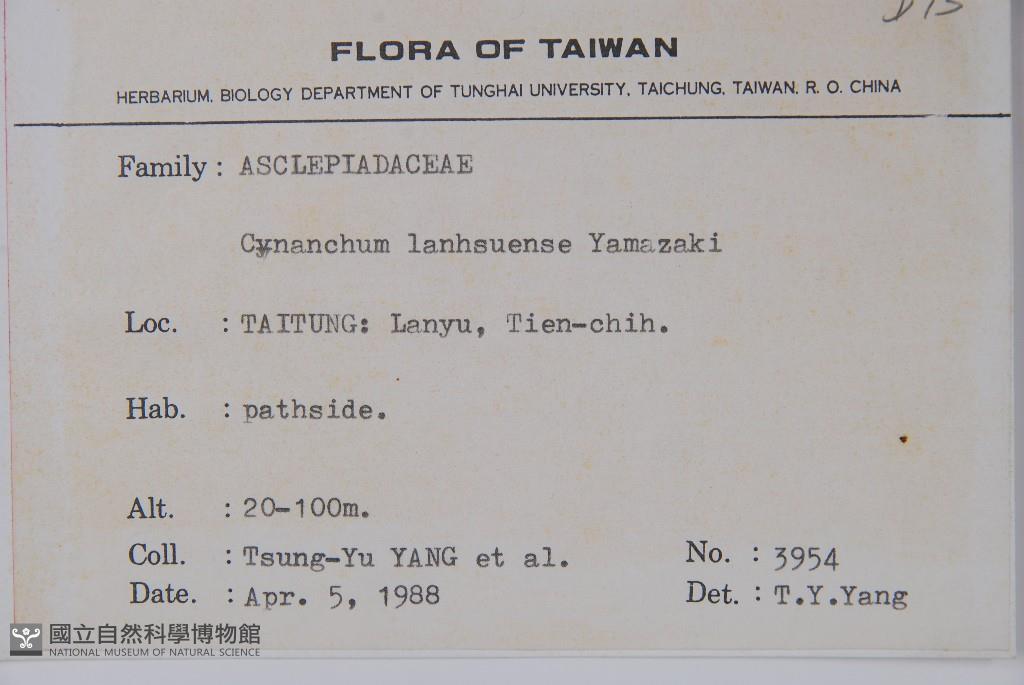 FLORA OF TAIWAN
HERBARIUM. BIOLOGY DEPARTMENT OF TUNGHAI UNIVERSITY, TAICHUNG, TAIWAN, R. O. CHINA
Family : ASCLEPIADACEAE
Cynanchum lanhsuense Yamazaki
Loc. : TAITUNG: Lanyu, Tien-chih.
Hab. : pathside.
Alt. : 20-100m.
Coll. : Tsung-Yu YANG et al. No. : 3954
Date. : Apr. 5, 1988 Det. : T.Y.Yang
國立自然科學博物館
NATIONAL MUSEUM OF NATURAL SCIENCE